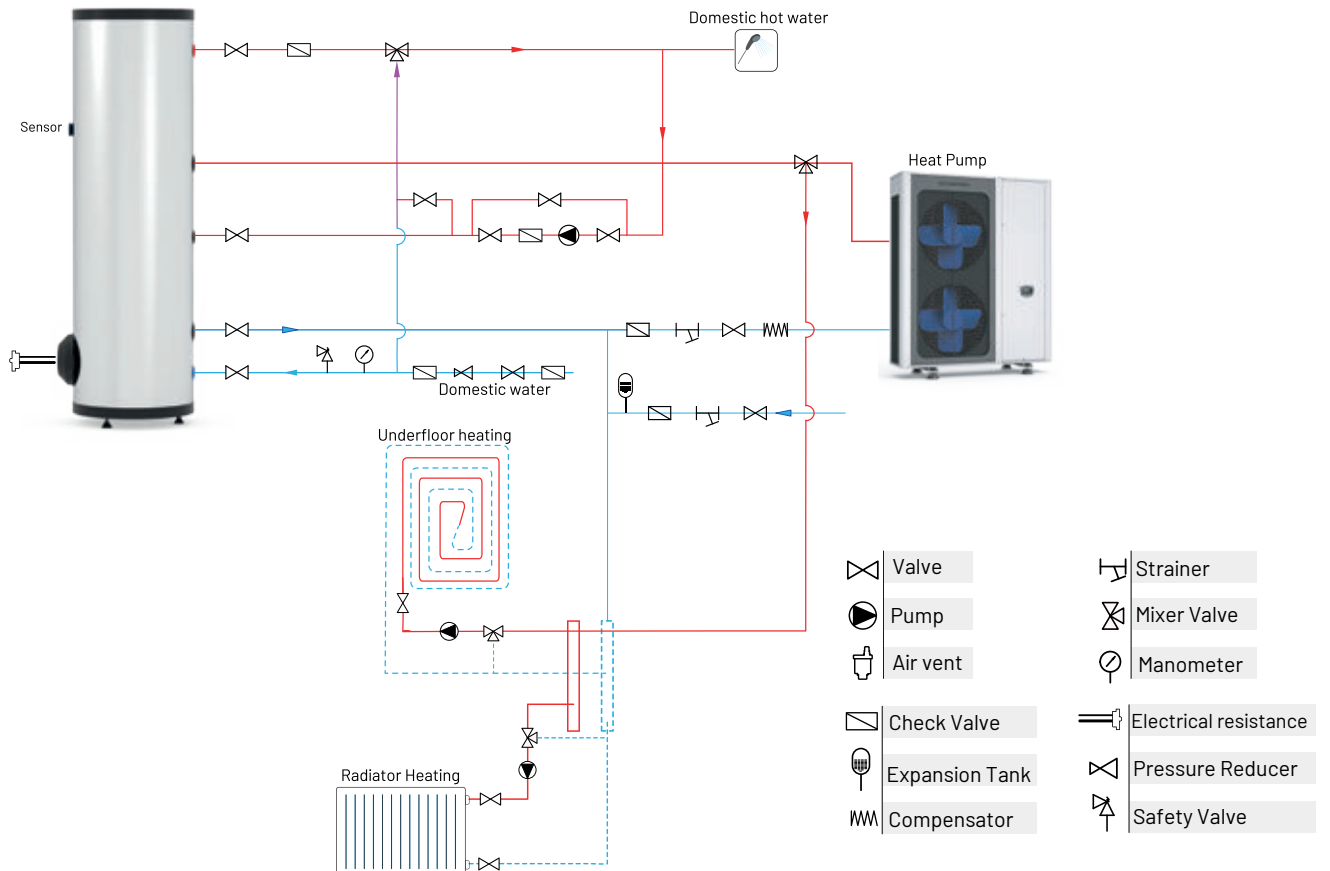 Domestic hot water
Sensor
Heat Pump
Domestic water
Underfloor heating
Radiator Heating
Valve
Pump
Air vent
Check Valve
Expansion Tank
Compensator
Strainer
Mixer Valve
Manometer
Electrical resistance
Pressure Reducer
Safety Valve